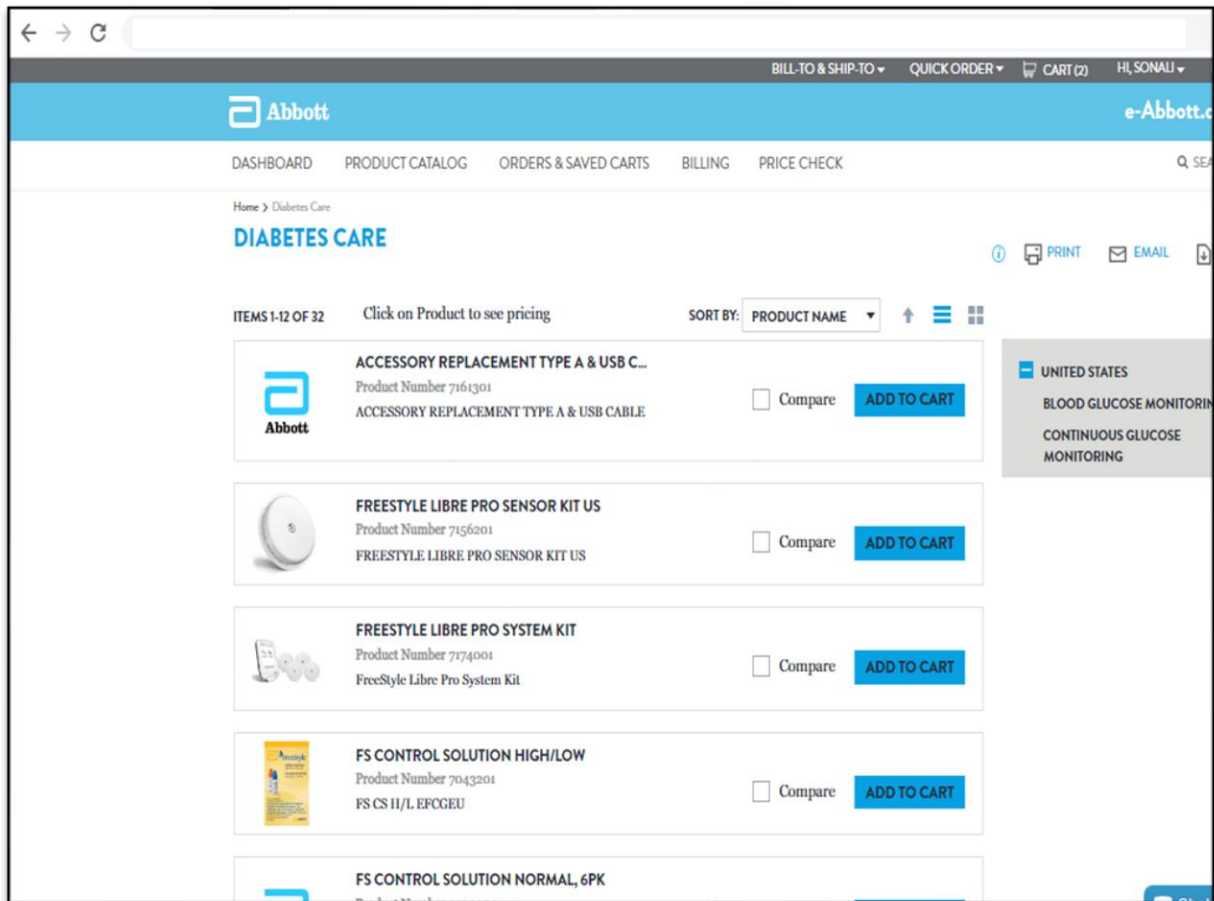 BILL-TO & SHIP-TO QUICK ORDER CART (2) HI, SONALI
Abbott
e-Abbott.c
DASHBOARD PRODUCT CATALOG ORDERS & SAVED CARTS BILLING PRICE CHECK SEA
Home > Diabetes Care
DIABETES CARE
PRINT EMAIL
ITEMS 1-12 OF 32 Click on Product to see pricing SORT BY: PRODUCT NAME
ACCESSORY REPLACEMENT TYPE A & USB C...
Product Number 7161301
ACCESSORY REPLACEMENT TYPE A & USB CABLE
Abbott
Compare ADD TO CART
UNITED STATES
BLOOD GLUCOSE MONITORIN
CONTINUOUS GLUCOSE
MONITORING
FREESTYLE LIBRE PRO SENSOR KIT US
Product Number 7156201
FREESTYLE LIBRE PRO SENSOR KIT US
Compare ADD TO CART
FREESTYLE LIBRE PRO SYSTEM KIT
Product Number 7174001
FreeStyle Libre Pro System Kit
Compare ADD TO CART
FS CONTROL SOLUTION HIGH/LOW
Product Number 7043201
FS CS H/L EFCGEU
Compare ADD TO CART
FS CONTROL SOLUTION NORMAL, 6PK